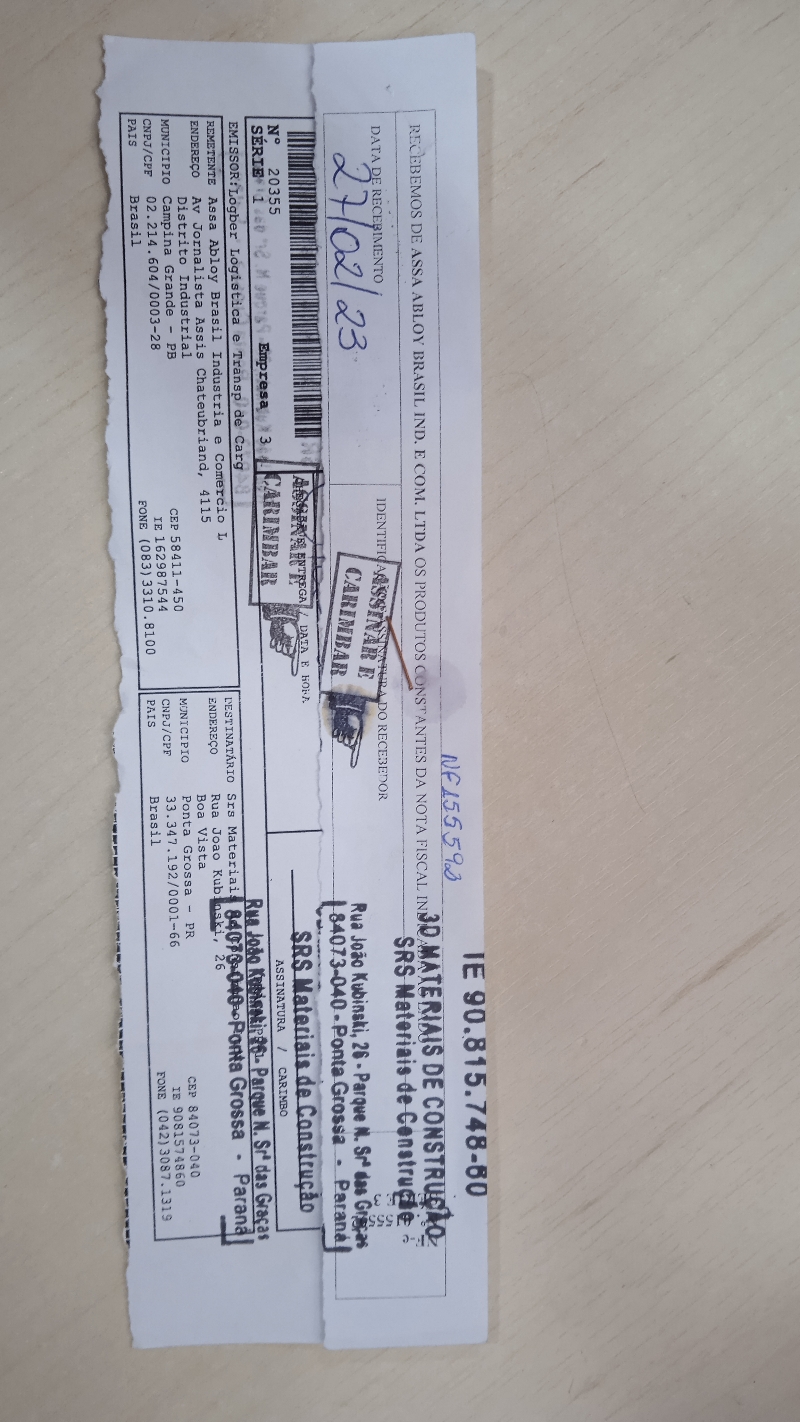 IE 90.815.748-60
NF 155592
3D MATERIAIS DE CONSTRUÇÃO
RECEBEMOS DE ASSA ABLOY BRASIL IND. E COM. LTDA OS PRODUTOS CONSTANTES DA NOTA FISCAL
SRS Materiais de Construção
DATA DE RECEBIMENTO
27/02/23
ASSINATURA DO RECEBEDOR
ASSINAR E
CARIMBAR
Rua João Kubinski, 26 - Parque N. Srª das Graças
84073-040 - Ponta Grossa - Paraná
Nº 20355
SÉRIE 1
Empresa 3
ENTREGA / DATA E HORA
ASSINAR E
CARIMBAR
SRS Materiais de Construção
ASSINATURA / CARIMBO
Rua João Kubinski, 26 - Parque N. Srª das Graças
84073-040 - Ponta Grossa - Paraná
EMISSOR:Logber Logistica e Transp de Carg
REMETENTE Assa Abloy Brasil Industria e Comercio L
ENDEREÇO Av Jornalista Assis Chateubriand, 4115
Distrito Industrial
CEP 58411-450
MUNICIPIO Campina Grande - PB
IE 162987544
CNPJ/CPF 02.214.604/0003-28
FONE (083)3310.8100
PAIS Brasil
DESTINATÁRIO Srs Materiais
ENDEREÇO Rua Joao Kubinski, 26
Boa Vista
CEP 84073-040
MUNICIPIO Ponta Grossa - PR
IE 9081574860
CNPJ/CPF 33.347.192/0001-66
FONE (042)3087.1319
PAIS Brasil